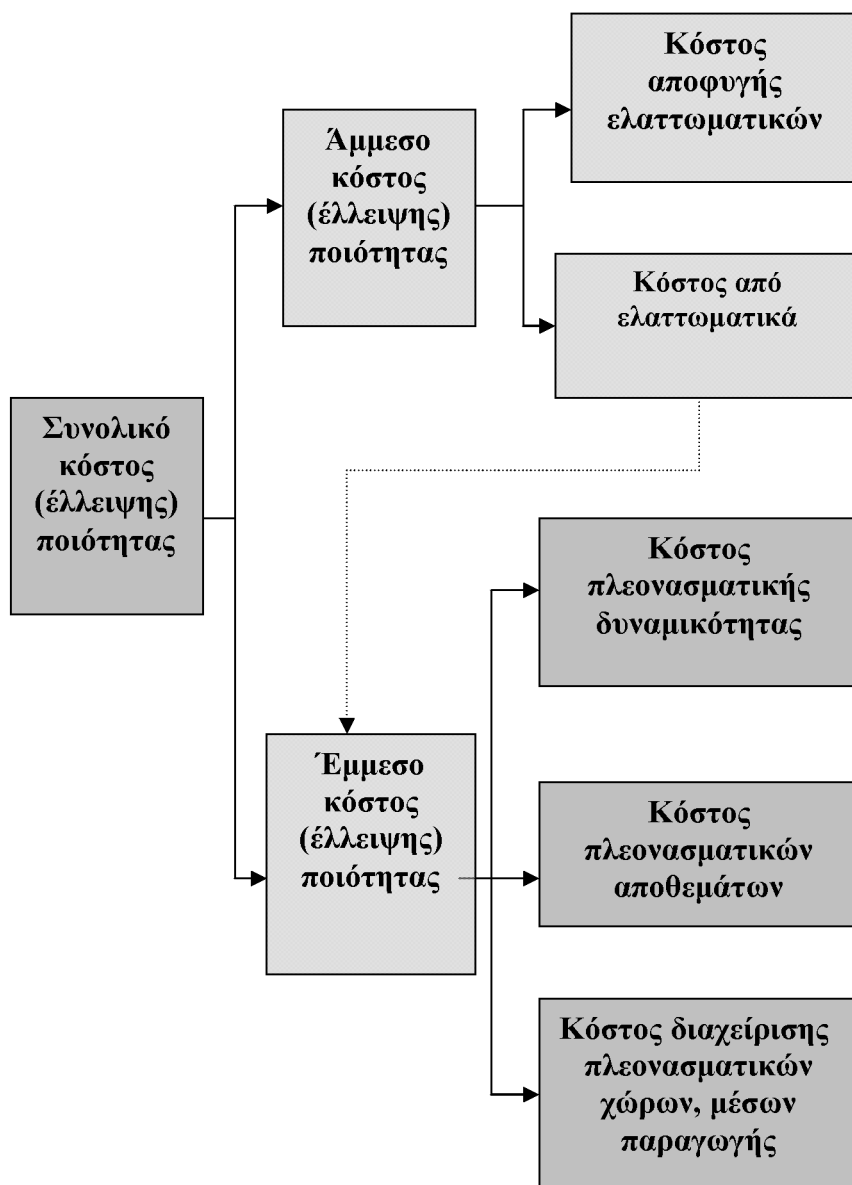 Κόστος
αποφυγής
ελαττωματικών
Άμμεσο
κόστος
(έλλειψης)
ποιότητας
Κόστος από
ελαττωματικά
Συνολικό
κόστος
(έλλειψης)
ποιότητας
Κόστος
πλεονασματικής
δυναμικότητας
Έμμεσο
κόστος
(έλλειψης)
ποιότητας
Κόστος
πλεονασματικών
αποθεμάτων
Κόστος διαχείρισης
πλεονασματικών
χώρων, μέσων
παραγωγής